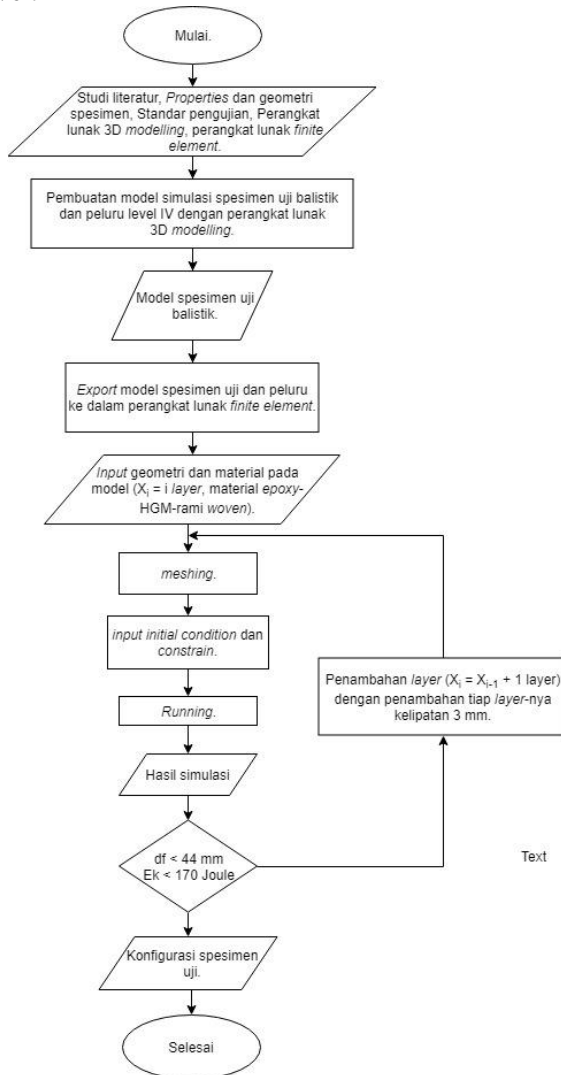 Mulai.
Studi literatur, Properties dan geometri
spesimen, Standar pengujian, Perangkat
lunak 3D modelling, perangkat lunak finite
element.
Pembuatan model simulasi spesimen uji balistik
dan peluru level IV dengan perangkat lunak
3D modelling.
Model spesimen uji
balistik.
Export model spesimen uji dan peluru
ke dalam perangkat lunak finite element.
Input geometri dan material pada
model (Xi = i layer, material epoxy-
HGM-rami woven).
meshing.
input initial condition dan
constrain.
Running.
Hasil simulasi
df < 44 mm
Ek < 170 Joule
Penambahan layer (Xi = Xi-1 + 1 layer)
dengan penambahan tiap layer-nya
kelipatan 3 mm.
Text
Konfigurasi spesimen
uji.
Selesai